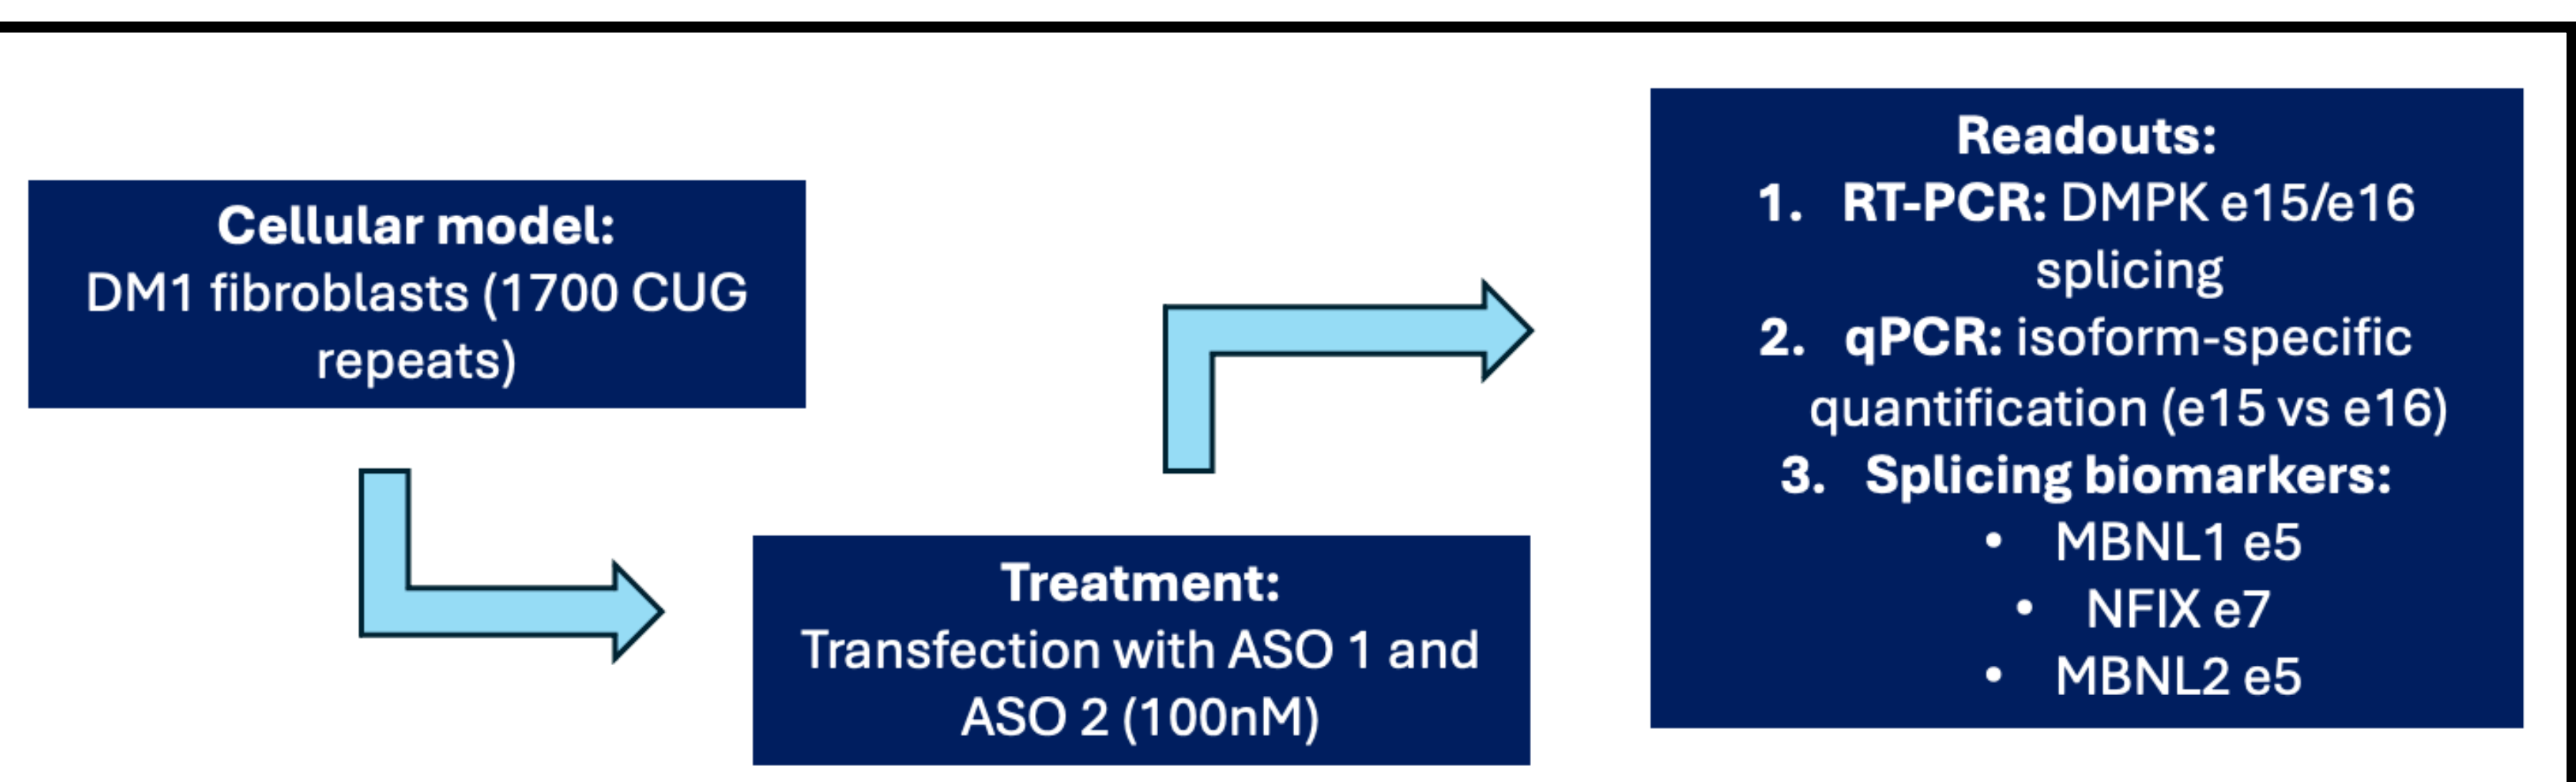 Cellular model:
DM1 fibroblasts (1700 CUG
repeats)
Treatment:
Transfection with ASO 1 and
ASO 2 (100nM)
Readouts:
1. RT-PCR: DMPK e15/e16
splicing
2. qPCR: isoform-specific
quantification (e15 vs e16)
3. Splicing biomarkers:
• MBNL1 e5
• NFIX e7
• MBNL2 e5